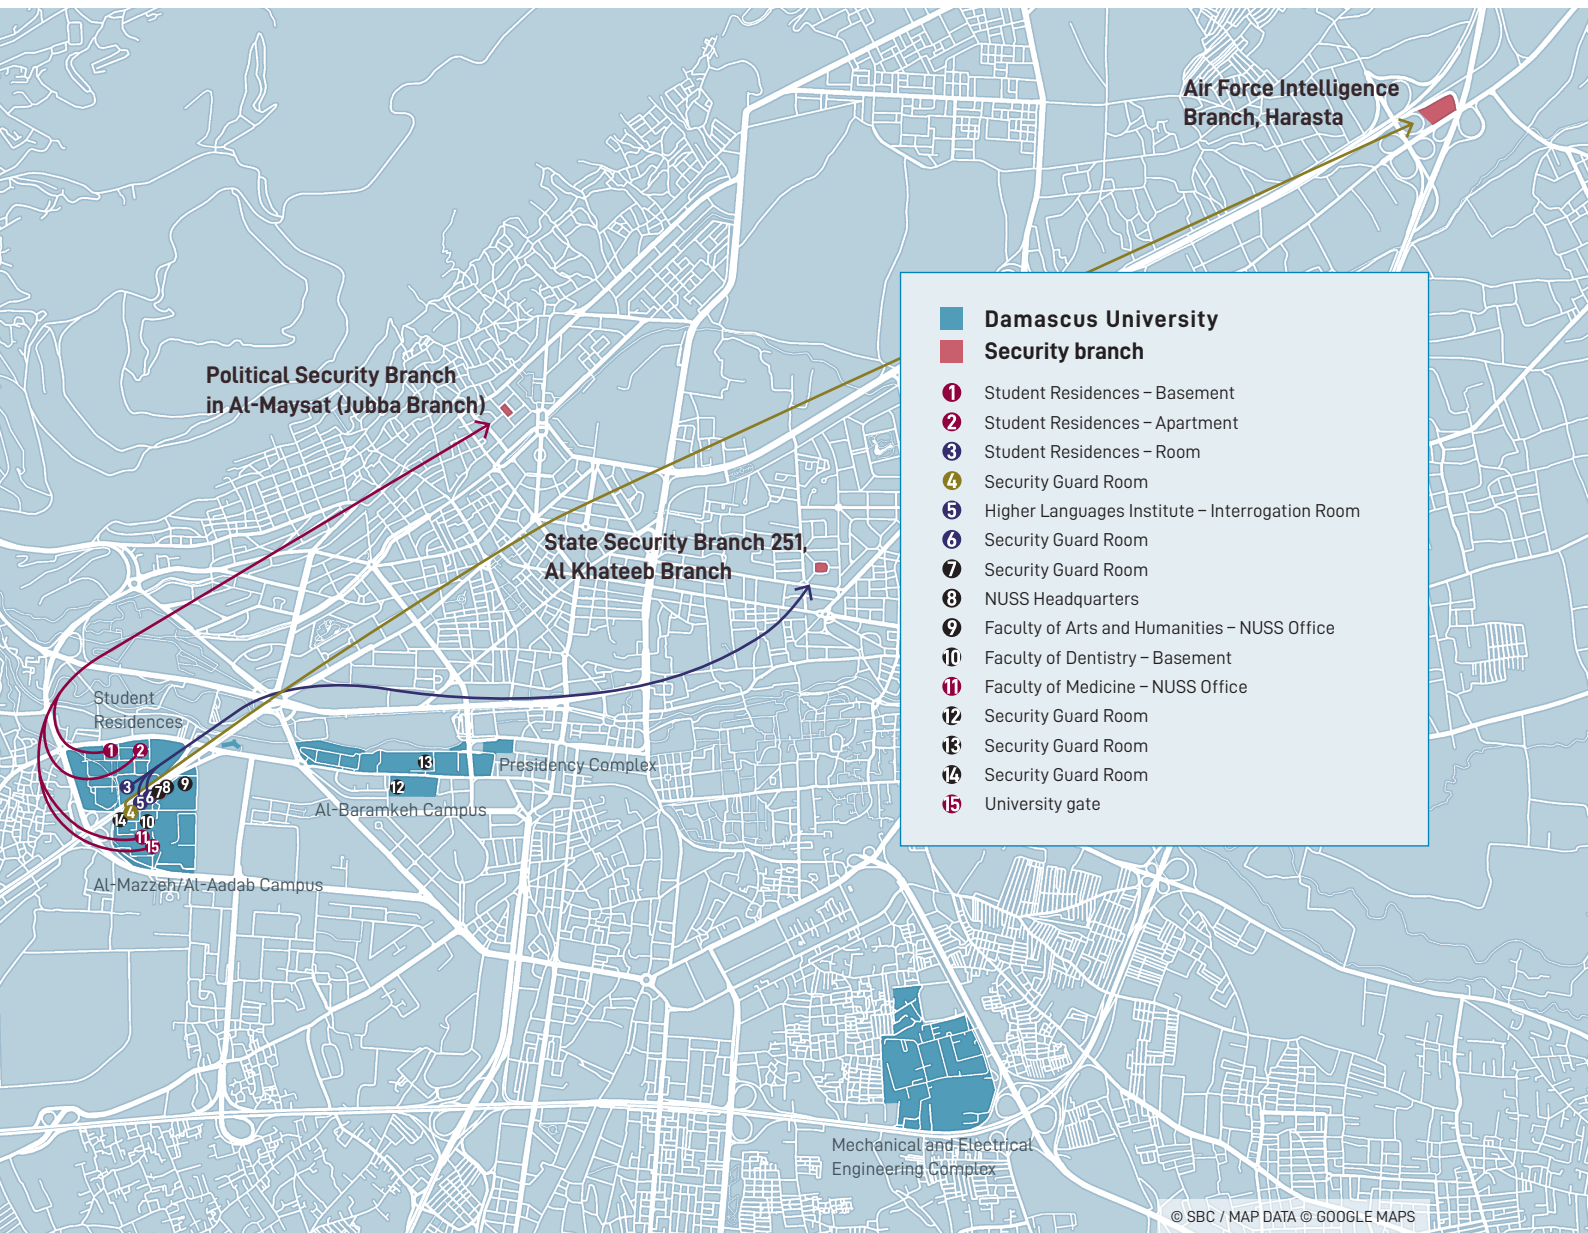 Air Force Intelligence
Branch, Harasta
Damascus University
Security branch
1 Student Residences – Basement
2 Student Residences – Apartment
3 Student Residences – Room
4 Security Guard Room
5 Higher Languages Institute – Interrogation Room
6 Security Guard Room
7 Security Guard Room
8 NUSS Headquarters
9 Faculty of Arts and Humanities – NUSS Office
10 Faculty of Dentistry – Basement
11 Faculty of Medicine – NUSS Office
12 Security Guard Room
13 Security Guard Room
14 Security Guard Room
15 University gate
Political Security Branch
in Al-Maysat (Jubba Branch)
State Security Branch 251,
Al Khateeb Branch
Student
Residences
1 2
3 5 6 7 8 9
4
14 10
11
15
13
Presidency Complex
12
Al-Baramkeh Campus
Al-Mazzeh/Al-Aadab Campus
Mechanical and Electrical
Engineering Complex
© SBC / MAP DATA © GOOGLE MAPS